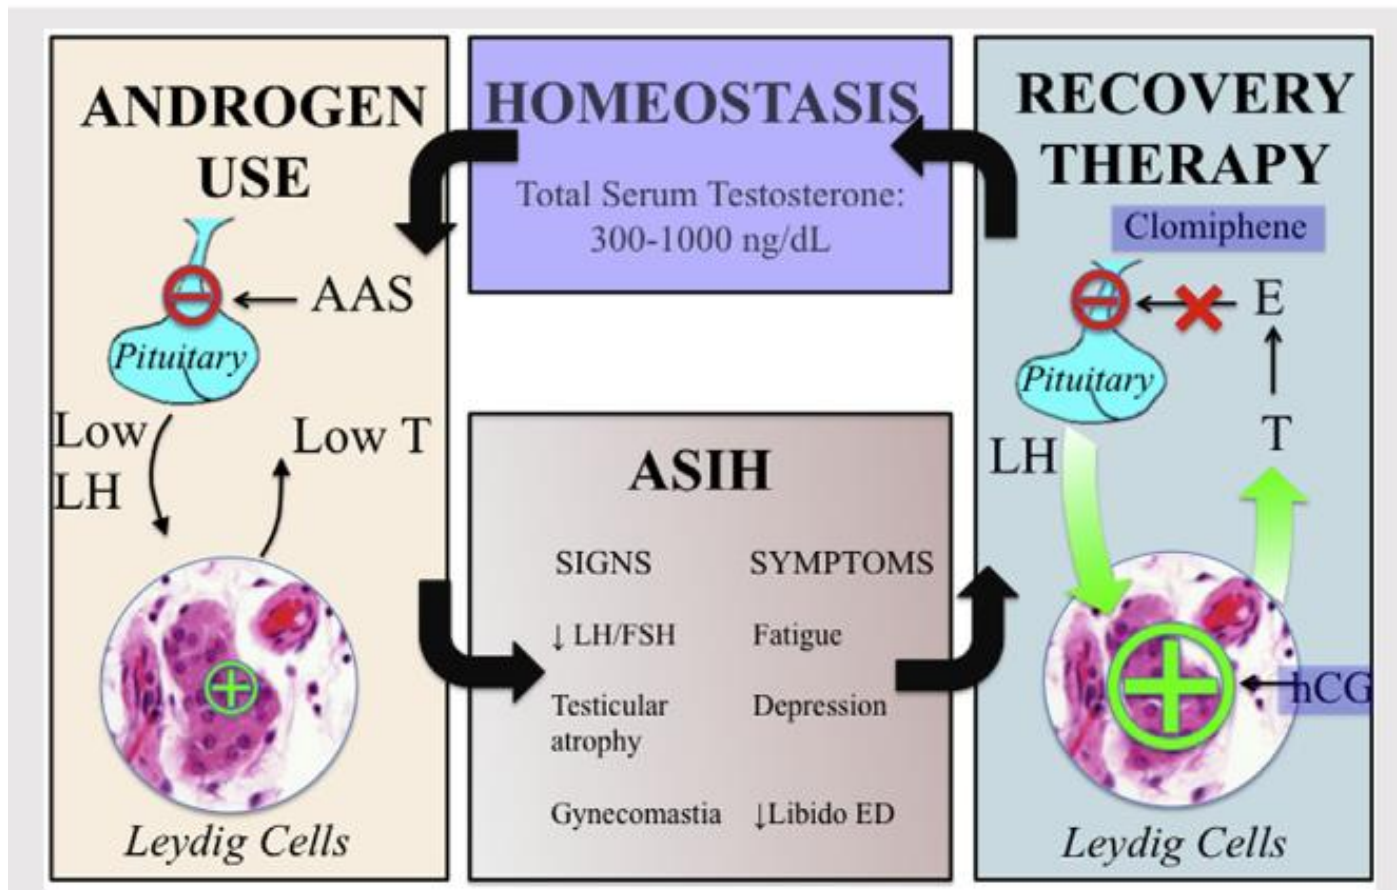 ANDROGEN
USE
AAS
Pituitary
Low
LH
Low T
Leydig Cells
HOMEOSTASIS
Total Serum Testosterone:
300-1000 ng/dL
ASIH
SIGNS
SYMPTOMS
↓ LH/FSH
Fatigue
Testicular
atrophy
Depression
Gynecomastia
↓Libido ED
RECOVERY
THERAPY
Clomiphene
E
Pituitary
T
LH
hCG
Leydig Cells